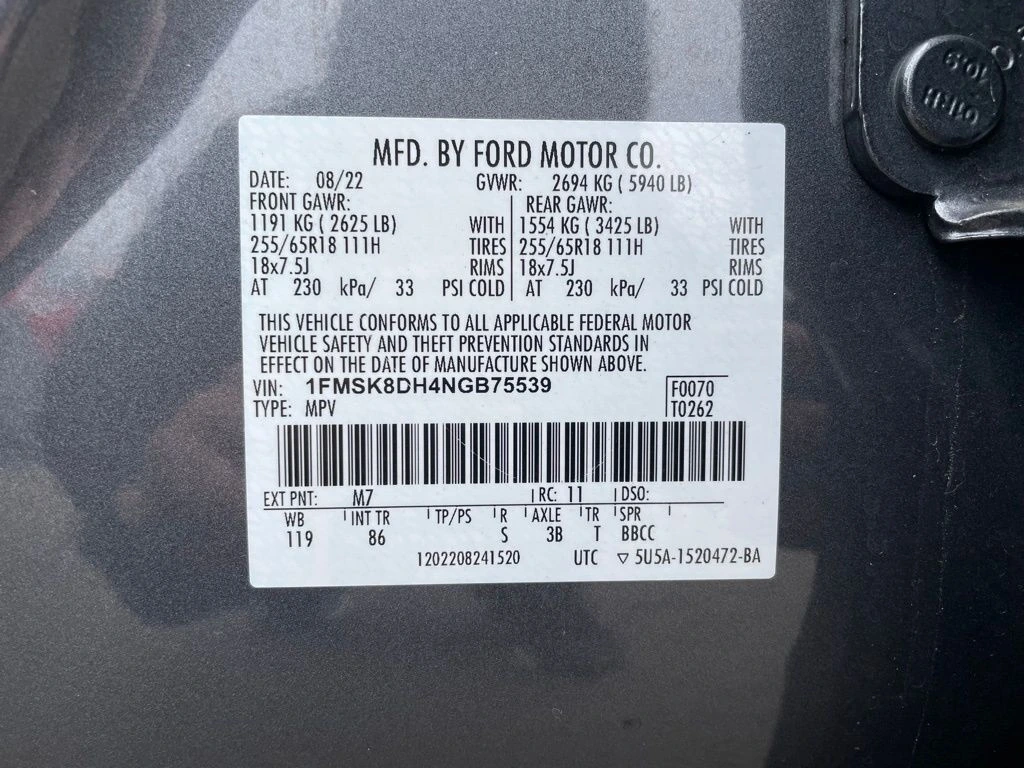 MFD. BY FORD MOTOR CO.
DATE: 08/22 GVWR: 2694 KG ( 5940 LB)
FRONT GAWR: REAR GAWR:
1191 KG ( 2625 LB) WITH 1554 KG ( 3425 LB) WITH
255/65R18 111H TIRES 255/65R18 111H TIRES
18x7.5J RIMS 18x7.5J RIMS
AT 230 kPa/ 33 PSI COLD AT 230 kPa/ 33 PSI COLD
THIS VEHICLE CONFORMS TO ALL APPLICABLE FEDERAL MOTOR
VEHICLE SAFETY AND THEFT PREVENTION STANDARDS IN
EFFECT ON THE DATE OF MANUFACTURE SHOWN ABOVE.
VIN: 1FMSK8DH4NGB75539 F0070
TYPE: MPV T0262
EXT PNT: M7 RC: 11 DSO:
WB INT TR TP/PS R AXLE TR SPR
119 86 S 3B T BBCC
1202208241520 UTC ▽ 5U5A-1520472-BA
10.9